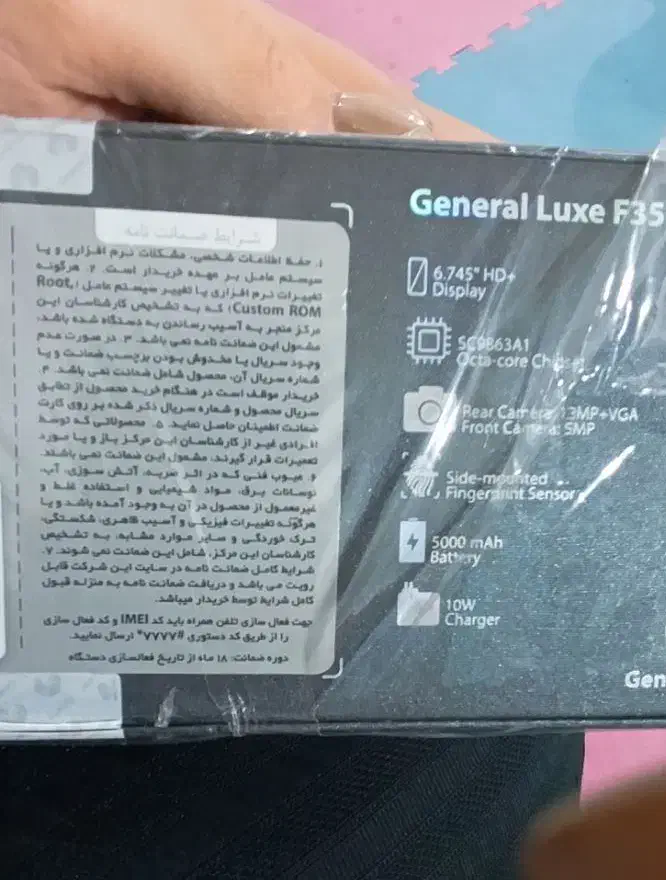 شرایط ضمانت نامه
۱. حفظ اطلاعات شخصی، مشکلات نرم افزاری و یا
سیستم عامل بر عهده خریدار است. ۲. هرگونه
تغییرات نرم افزاری یا تغییر سیستم عامل (Root,
Custom ROM) که به تشخیص کارشناسان این
مرکز منجر به آسیب رساندن به دستگاه شده باشد،
مشمول این ضمانت نامه نمی باشد. ۳. در صورت عدم
وجود سریال یا مخدوش بودن برچسب ضمانت و یا
شماره سریال آن، محصول شامل ضمانت نمی باشد. ۴.
خریدار موظف است در هنگام خرید محصول از تطابق
سریال محصول و شماره سریال ذکر شده بر روی کارت
ضمانت اطمینان حاصل نماید. ۵. محصولاتی که توسط
افرادی غیر از کارشناسان این مرکز باز و یا مورد
تعمیرات قرار گیرند، مشمول این ضمانت نمی باشند.
۶. عیوب فنی که در اثر ضربه، آتش سوزی، آب،
نوسانات برق، مواد شیمیایی و استفاده غلط و
غیرمعمول از محصول در آن به وجود آمده باشد و یا
هرگونه تغییرات فیزیکی و آسیب ظاهری، شکستگی،
ترک خوردگی و سایر موارد مشابه، به تشخیص
کارشناسان این مرکز، شامل این ضمانت نمی شوند. ۷.
شرایط کامل ضمانت نامه در سایت این شرکت قابل
رویت می باشد و دریافت ضمانت نامه به منزله قبول
کامل شرایط توسط خریدار میباشد.
جهت فعال سازی تلفن همراه باید کد IMEI و کد فعال سازی
را از طریق کد دستوری #۷۷۷۷* ارسال نمایید.
دوره ضمانت: ۱۸ ماه از تاریخ فعالسازی دستگاه
General Luxe F35
6.745" HD+
Display
SC9863A1
Octa-core Chipset
Rear Camera: 13MP+VGA
Front Camera: 5MP
Side-mounted
Fingerprint Sensor
5000 mAh
Battery
10W
Charger
Gen